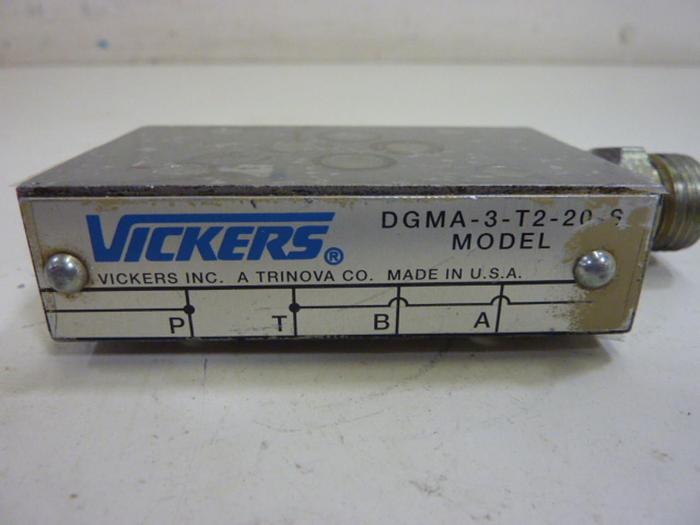 VICKERS®
DGMA-3-T2-20-S
MODEL
VICKERS INC. A TRINOVA CO. MADE IN U.S.A.
P T B A